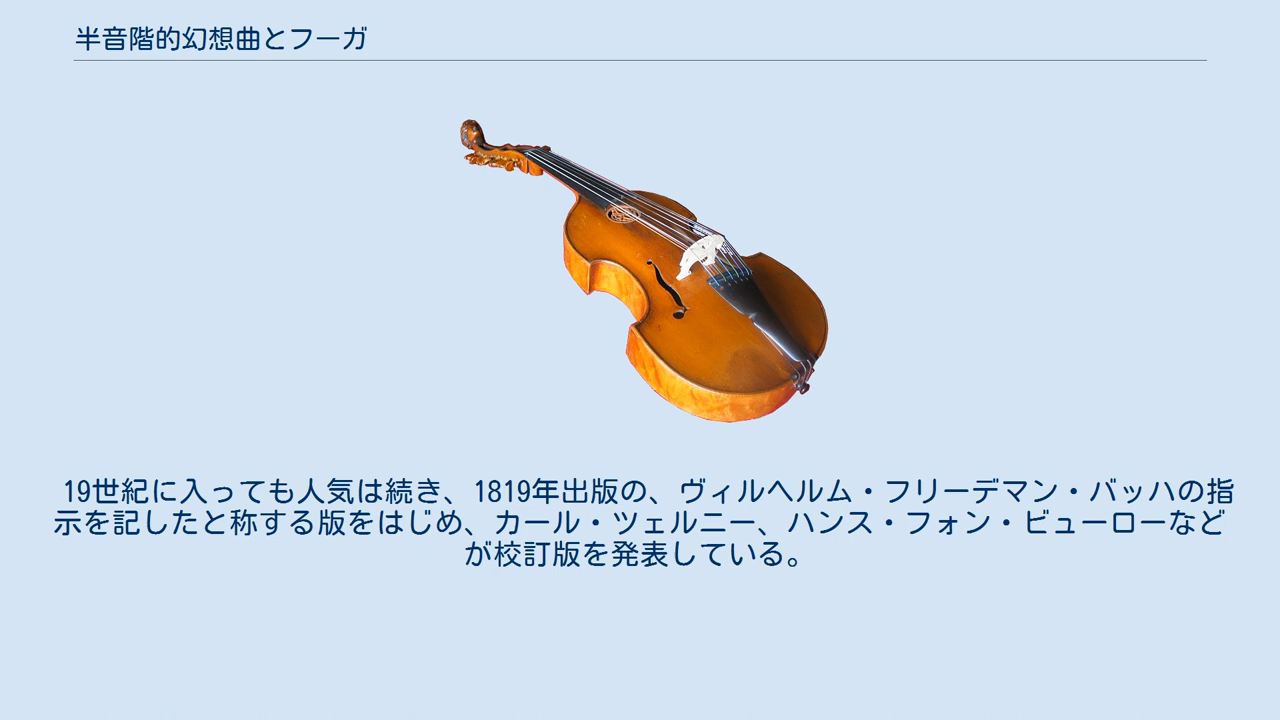 半音階的幻想曲とフーガ
19世紀に入っても人気は続き、1819年出版の、ヴィルヘルム・フリーデマン・バッハの指
示を記したと称する版をはじめ、カール・ツェルニー、ハンス・フォン・ビューローなど
が校訂版を発表している。